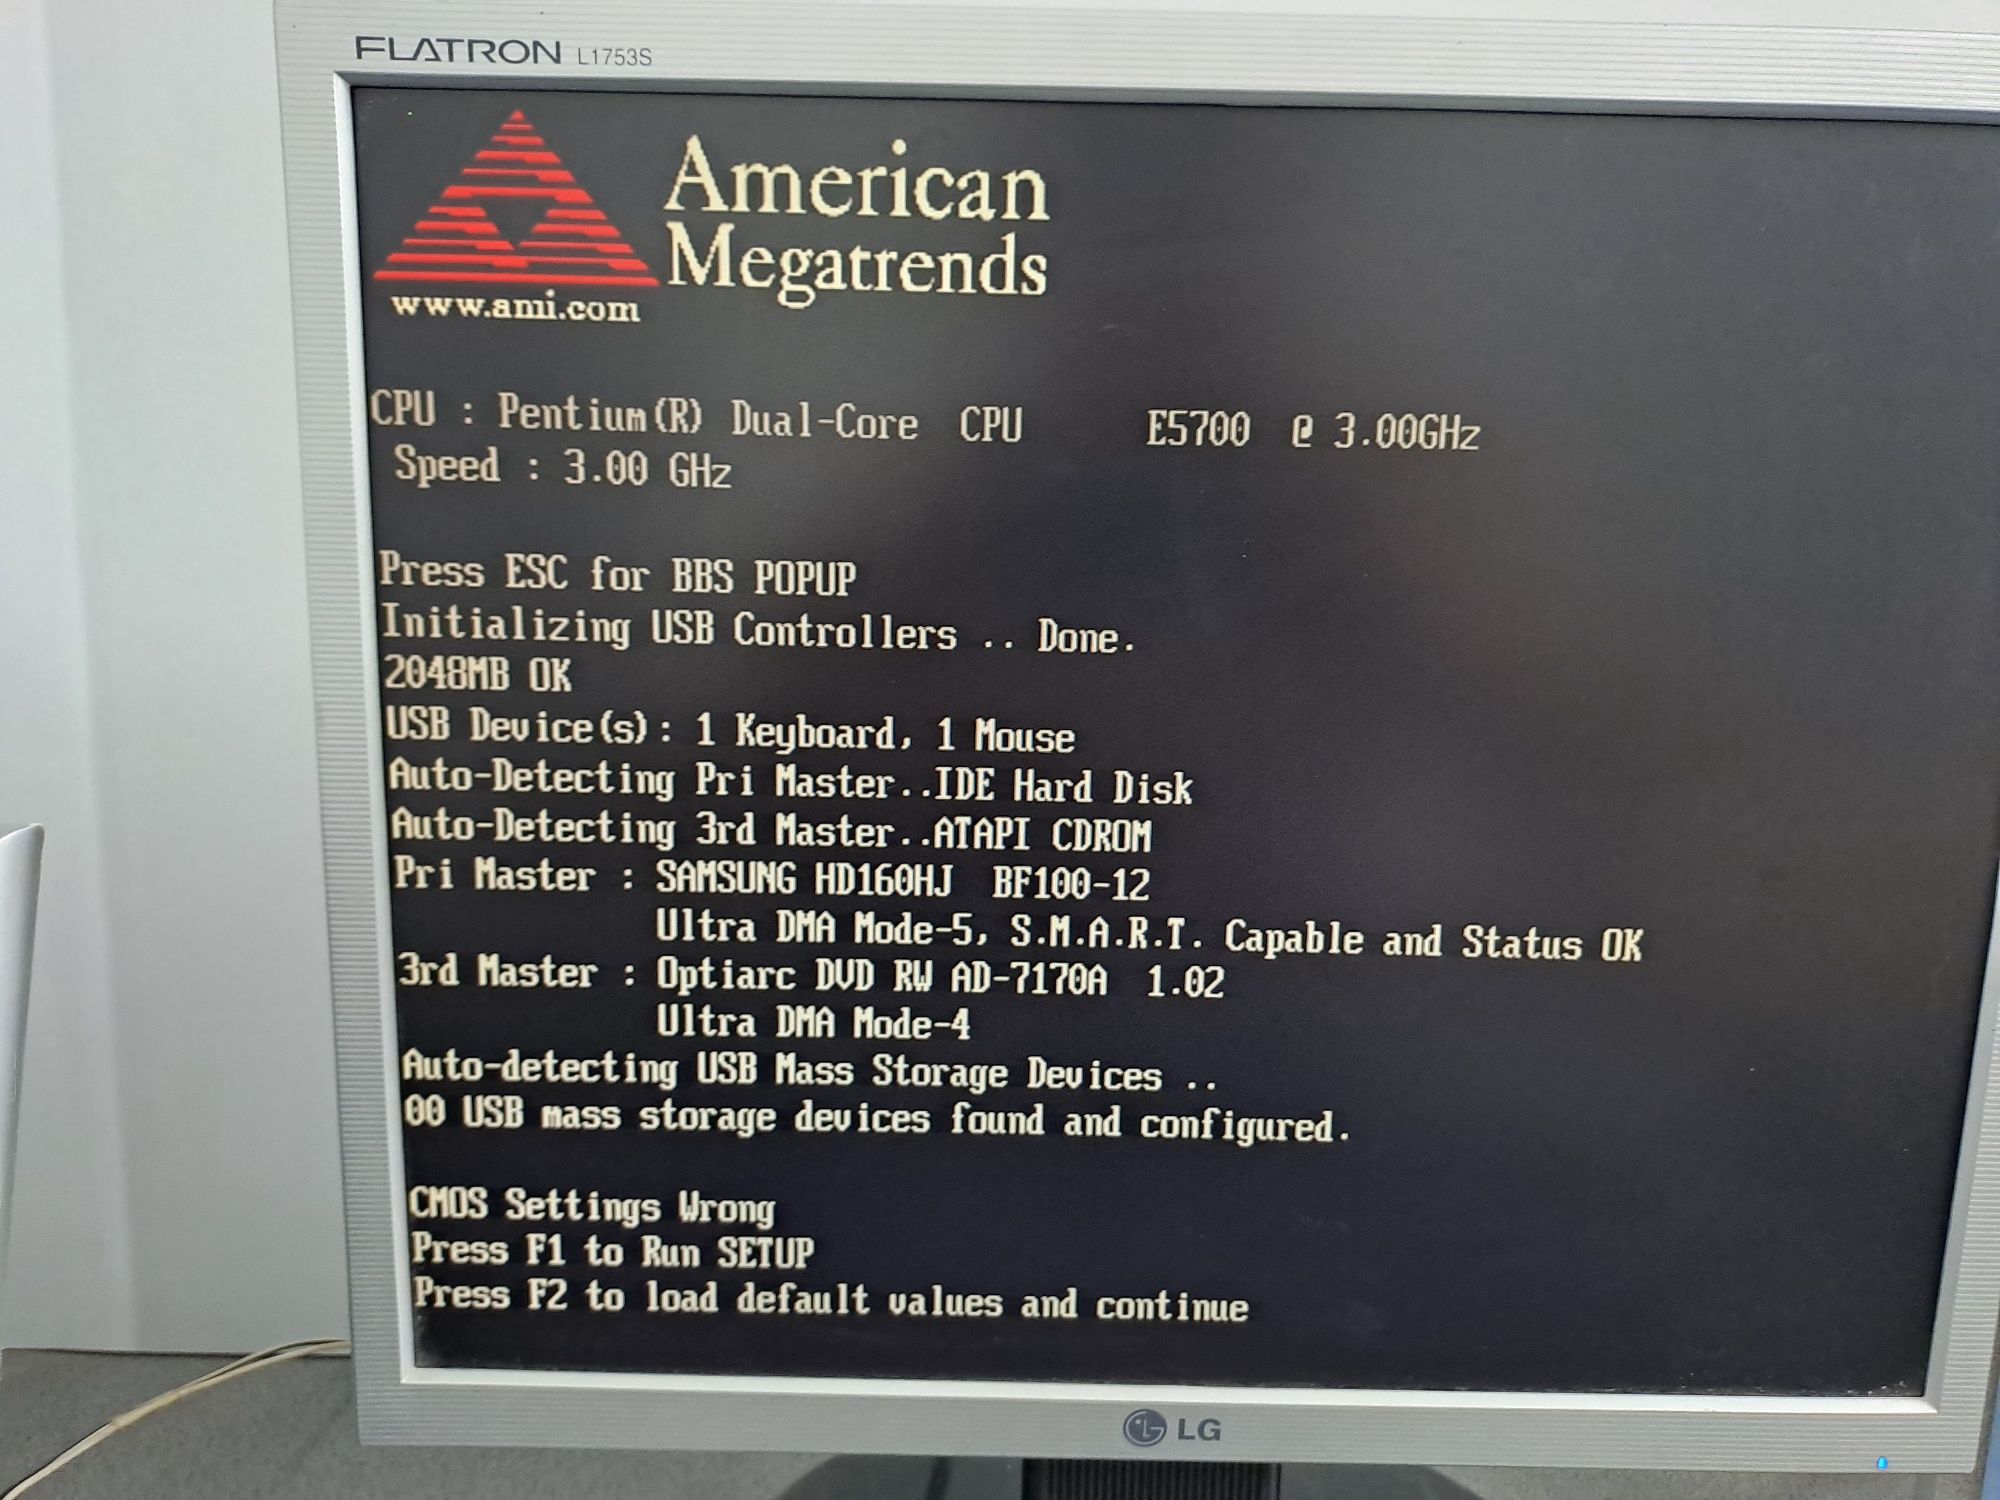 FLATRON L1753S
American
Megatrends
www.ami.com
CPU : Pentium(R) Dual-Core CPU E5700 @ 3.00GHz
Speed : 3.00 GHz
Press ESC for BBS POPUP
Initializing USB Controllers .. Done.
2048MB OK
USB Device(s): 1 Keyboard, 1 Mouse
Auto-Detecting Pri Master..IDE Hard Disk
Auto-Detecting 3rd Master..ATAPI CDROM
Pri Master : SAMSUNG HD160HJ BF100-12
Ultra DMA Mode-5, S.M.A.R.T. Capable and Status OK
3rd Master : Optiarc DVD RW AD-7170A 1.02
Ultra DMA Mode-4
Auto-detecting USB Mass Storage Devices ..
00 USB mass storage devices found and configured.
CMOS Settings Wrong
Press F1 to Run SETUP
Press F2 to load default values and continue
LG